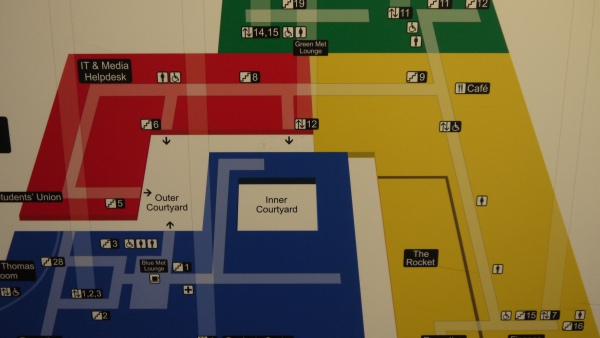 19
11
12
11
14,15
Green Met
Lounge
IT & Media
Helpdesk
8
9
Café
6
12
Students' Union
5
Outer
Courtyard
Inner
Courtyard
3
28
Blue Met
Lounge
1
Thomas
oom
The
Rocket
1,2,3
2
15
7
16